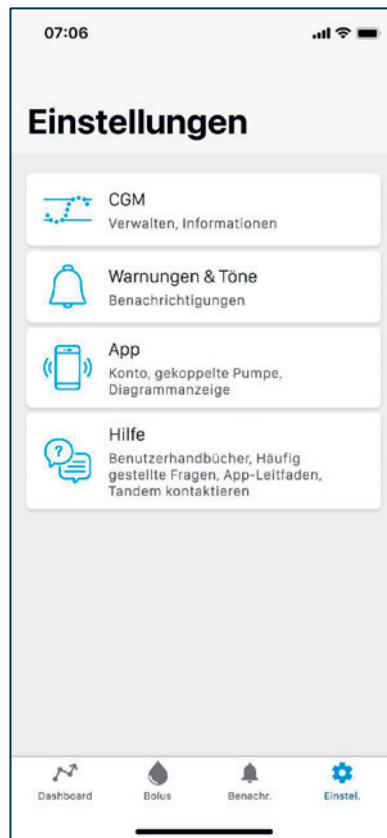 07:06
Einstellungen
CGM
Verwalten, Informationen
Warnungen & Töne
Benachrichtigungen
App
Konto, gekoppelte Pumpe,
Diagrammanzeige
Hilfe
Benutzerhandbücher, Häufig
gestellte Fragen, App-Leitfaden,
Tandem kontaktieren
Dashboard Bolus Benachr. Einstel.